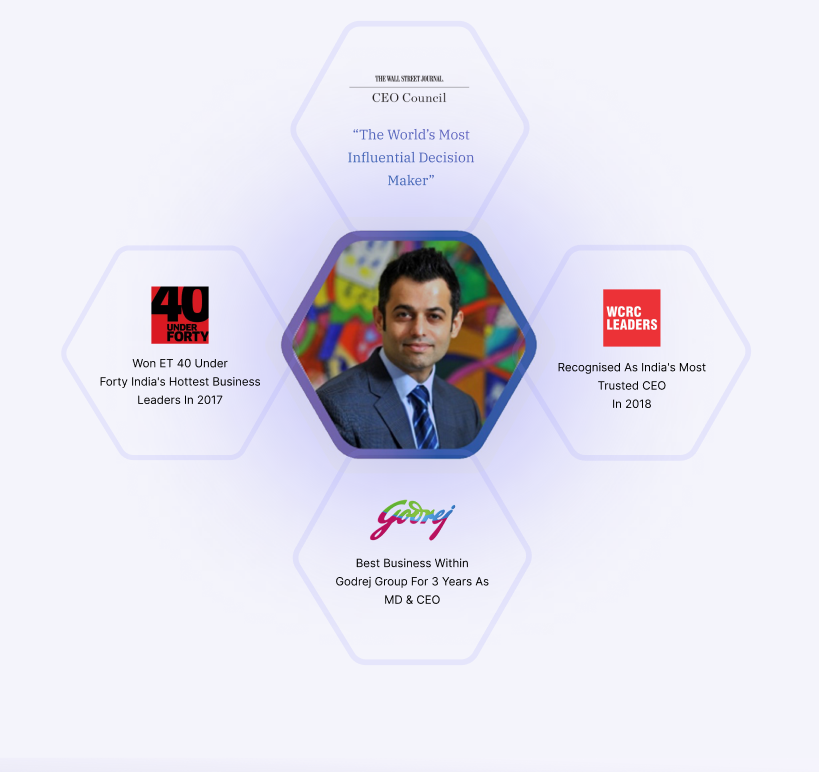 THE WALL STREET JOURNAL.
CEO Council
“The World’s Most
Influential Decision
Maker”
40
UNDER
FORTY
Won ET 40 Under
Forty India's Hottest Business
Leaders In 2017
WCRC
LEADERS
Recognised As India's Most
Trusted CEO
In 2018
Godrej
Best Business Within
Godrej Group For 3 Years As
MD & CEO